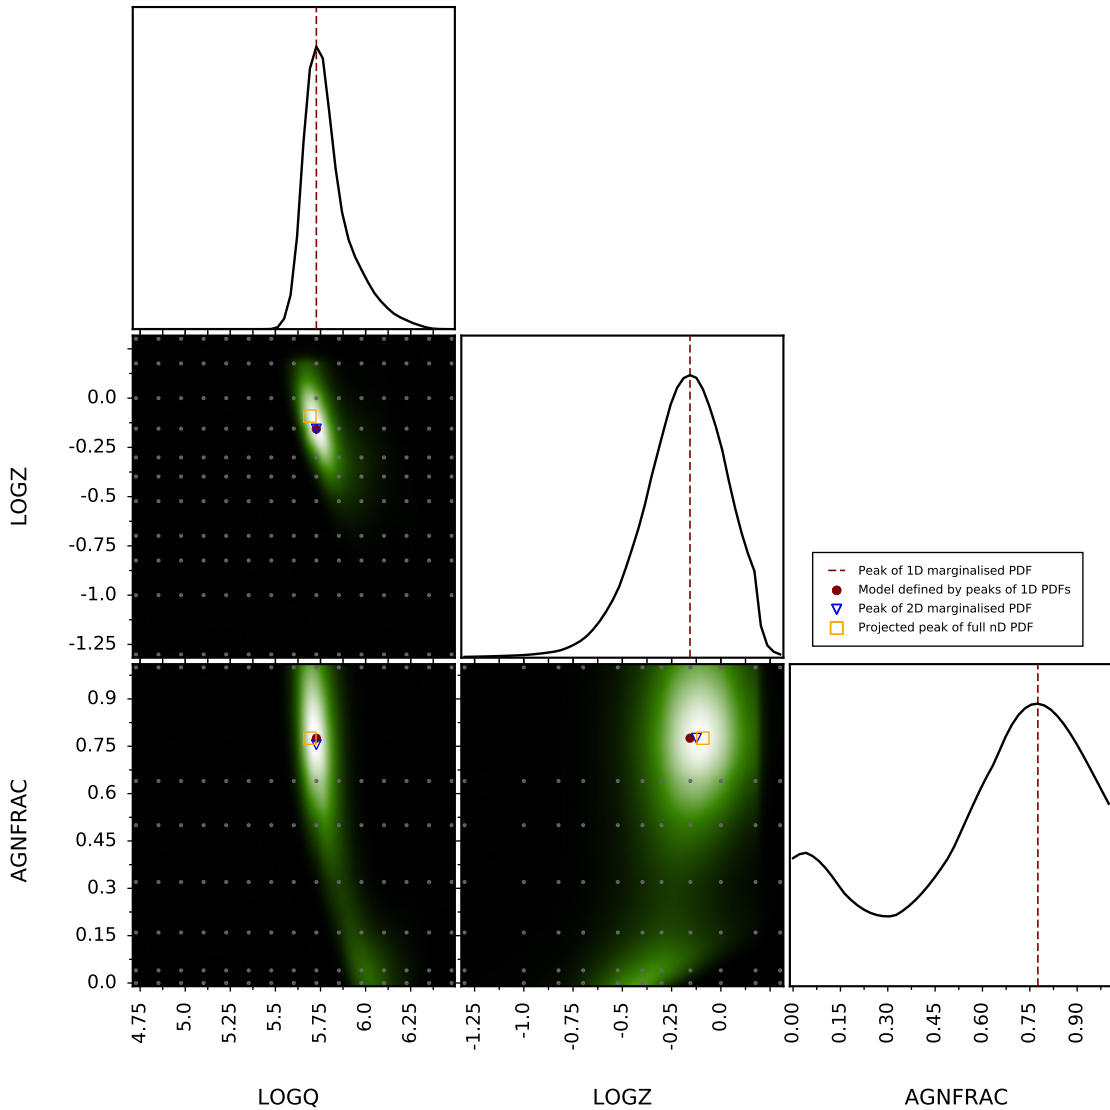 0.0
-0.25
-0.5
-0.75
-1.0
-1.25
LOGZ
Peak of 1D marginalised PDF
Model defined by peaks of 1D PDFs
Peak of 2D marginalised PDF
Projected peak of full nD PDF
0.9
0.75
0.6
0.45
0.3
0.15
0.0
AGNFRAC
4.75 5.0 5.25 5.5 5.75 6.0 6.25
-1.25 -1.0 -0.75 -0.5 -0.25 0.0
0.00 0.15 0.30 0.45 0.60 0.75 0.90
LOGQ LOGZ AGNFRAC